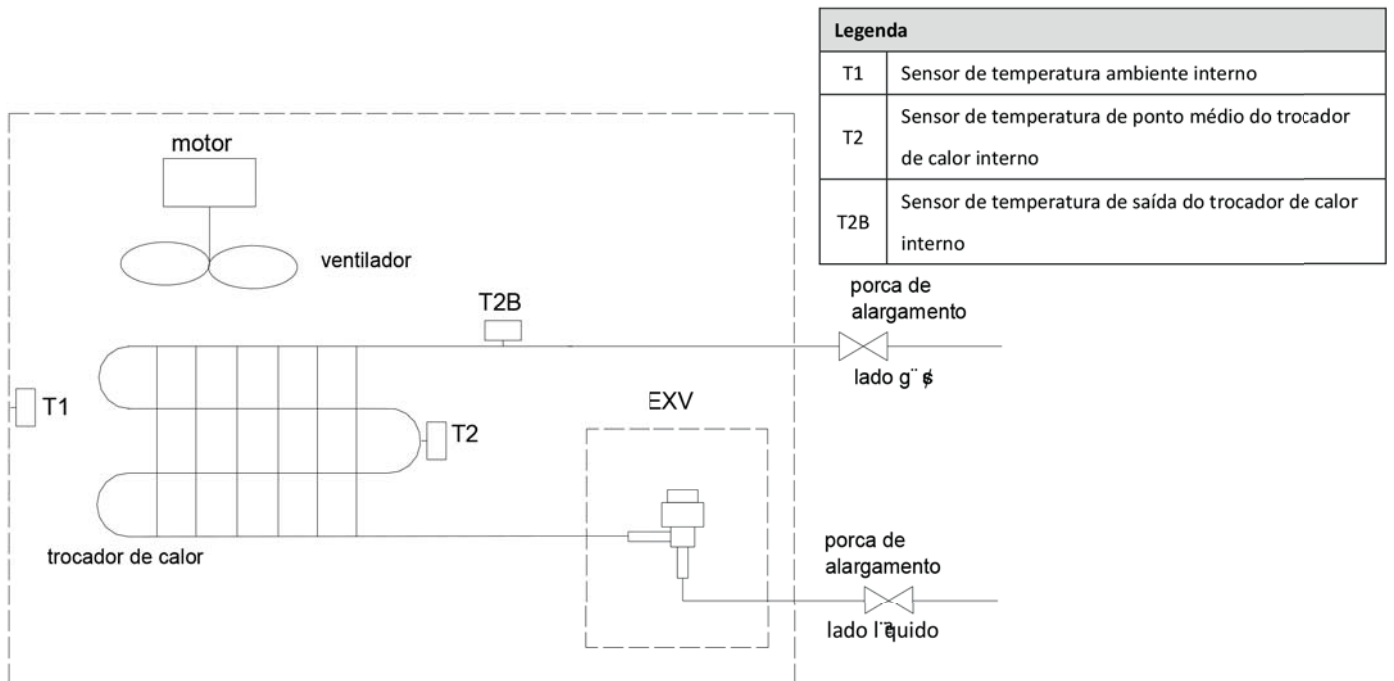 Legenda
T1 Sensor de temperatura ambiente interno
T2 Sensor de temperatura de ponto médio do trocador
de calor interno
T2B Sensor de temperatura de saída do trocador de calor
interno
motor
ventilador
T2B
porca de
alargamento
lado
T1
T2
EXV
trocador de calor
porca de
alargamento
lado